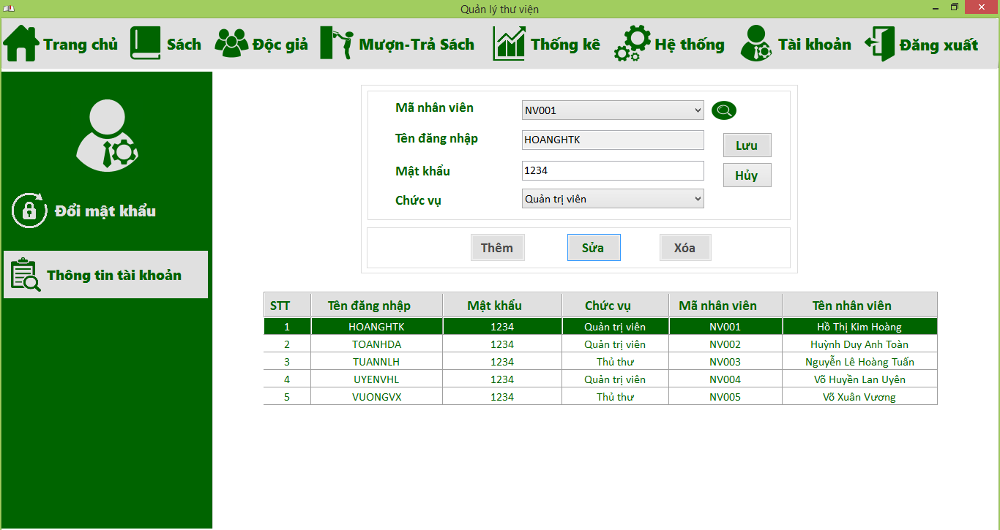 Quản lý thư viện
Trang chủ Sách Độc giả Mượn-Trả Sách Thống kê Hệ thống Tài khoản Đăng xuất
Đổi mật khẩu
Thông tin tài khoản
Mã nhân viên NV001
Tên đăng nhập HOANGHTK
Lưu
Mật khẩu 1234
Hủy
Chức vụ Quản trị viên
Thêm Sửa Xóa
STT Tên đăng nhập Mật khẩu Chức vụ Mã nhân viên Tên nhân viên
1 HOANGHTK 1234 Quản trị viên NV001 Hồ Thị Kim Hoàng
2 TOANHDA 1234 Quản trị viên NV002 Huỳnh Duy Anh Toàn
3 TUANNLH 1234 Thủ thư NV003 Nguyễn Lê Hoàng Tuấn
4 UYENVHL 1234 Quản trị viên NV004 Võ Huyền Lan Uyên
5 VUONGVX 1234 Thủ thư NV005 Võ Xuân Vương